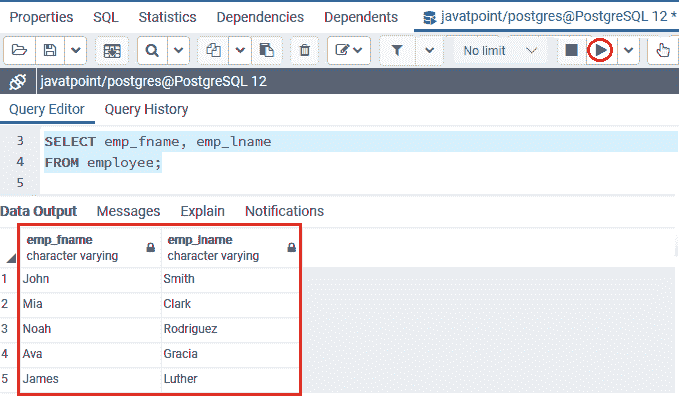 Properties SQL Statistics Dependencies Dependents javatpoint/postgres@PostgreSQL 12 *
No limit
javatpoint/postgres@PostgreSQL 12
Query Editor Query History
3 SELECT emp_fname, emp_lname
4 FROM employee;
5
Data Output Messages Explain Notifications
emp_fname emp_lname
character varying character varying
1 John Smith
2 Mia Clark
3 Noah Rodriguez
4 Ava Gracia
5 James Luther